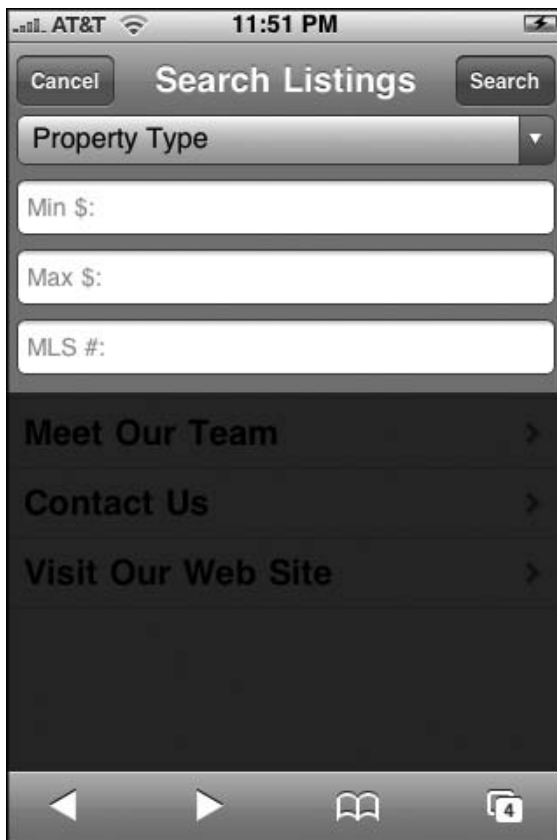 AT&T 11:51 PM
Cancel Search Listings Search
Property Type
Min $:
Max $:
MLS #:
Meet Our Team
Contact Us
Visit Our Web Site
4